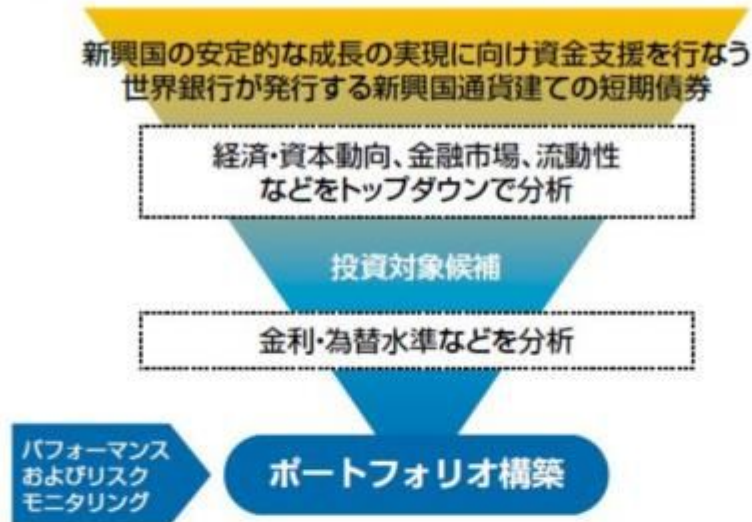 新興国の安定的な成長の実現に向け資金支援を行なう
世界銀行が発行する新興国通貨建ての短期債券
経済・資本動向、金融市場、流動性
などをトップダウンで分析
投資対象候補
金利・為替水準などを分析
パフォーマンス
およびリスク
モニタリング
ポートフォリオ構築